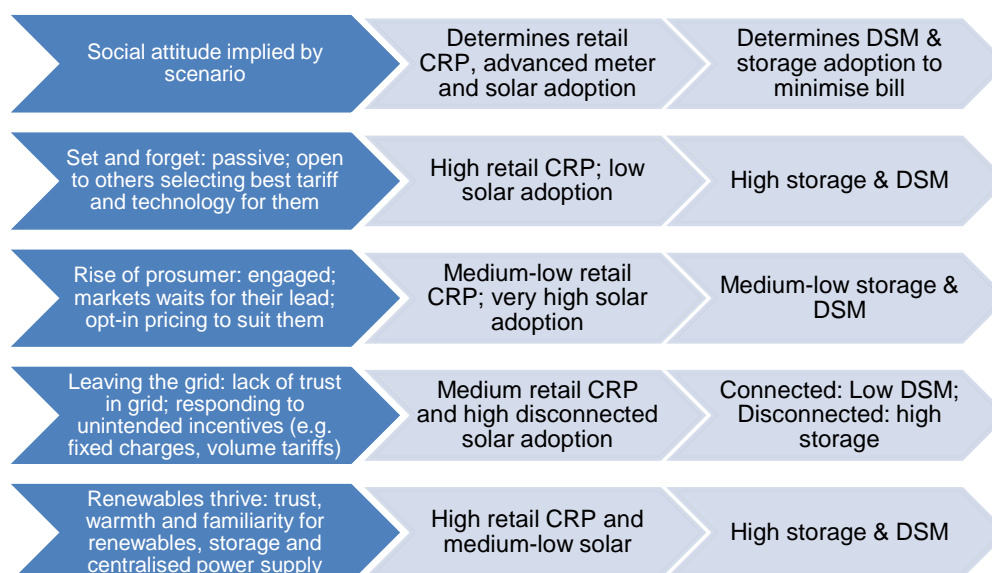 Social attitude implied by
scenario
Determines retail
CRP, advanced meter
and solar adoption
Determines DSM &
storage adoption to
minimise bill
Set and forget: passive; open
to others selecting best tariff
and technology for them
High retail CRP; low
solar adoption
High storage & DSM
Rise of prosumer: engaged;
markets waits for their lead;
opt-in pricing to suit them
Medium-low retail
CRP; very high solar
adoption
Medium-low storage &
DSM
Leaving the grid: lack of trust
in grid; responding to
unintended incentives (e.g.
fixed charges, volume tariffs)
Medium retail CRP
and high disconnected
solar adoption
Connected: Low DSM;
Disconnected: high
storage
Renewables thrive: trust,
warmth and familiarity for
renewables, storage and
centralised power supply
High retail CRP and
medium-low solar
High storage & DSM